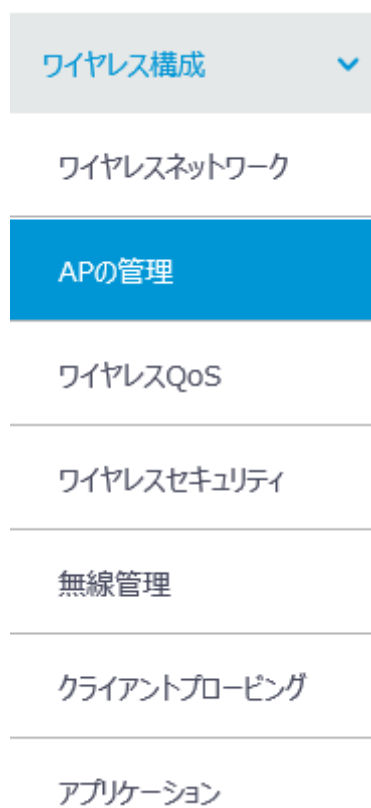 ワイヤレス構成
ワイヤレスネットワーク
APの管理
ワイヤレスQoS
ワイヤレスセキュリティ
無線管理
クライアントプロービング
アプリケーション